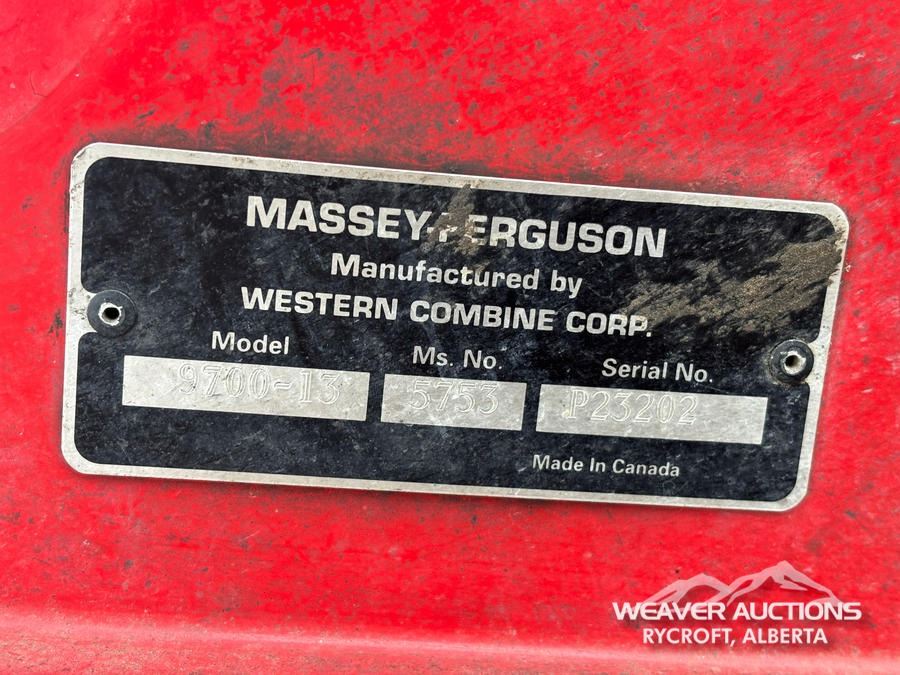 MASSEY-FERGUSON
Manufactured by
WESTERN COMBINE CORP.
Model Ms. No. Serial No.
9700-13 5753 P23202
Made In Canada
WEAVER AUCTIONS
RYCROFT, ALBERTA